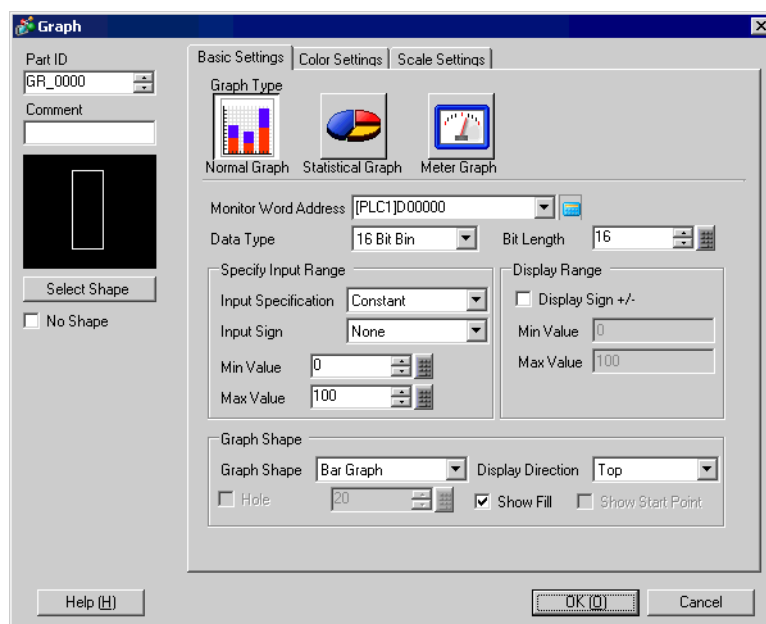 Graph
Part ID
GR_0000
Comment
Select Shape
No Shape
Basic Settings Color Settings Scale Settings
Graph Type
Normal Graph Statistical Graph Meter Graph
Monitor Word Address [PLC1]D00000
Data Type 16 Bit Bin Bit Length 16
Specify Input Range Display Range
Input Specification Constant Display Sign +/-
Input Sign None Min Value 0
Min Value 0 Max Value 100
Max Value 100
Graph Shape
Graph Shape Bar Graph Display Direction Top
Hole 20 Show Fill Show Start Point
Help (H) OK (O) Cancel